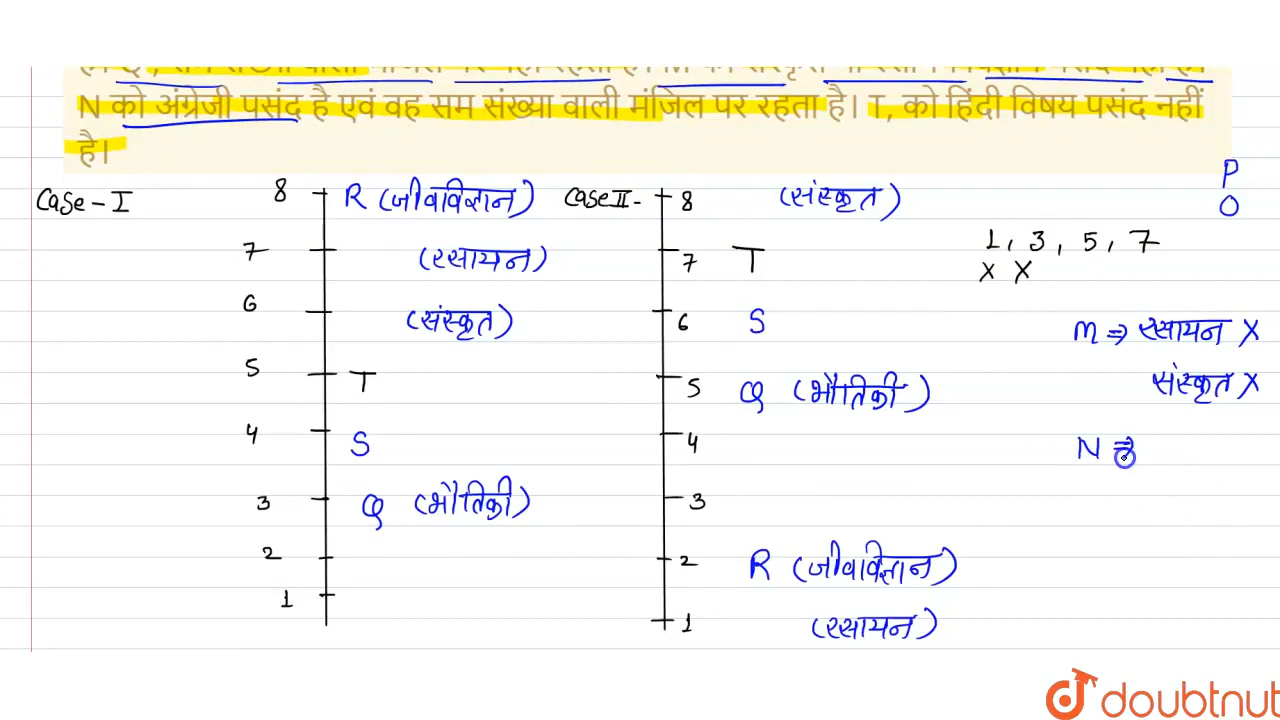 N को अंग्रेजी पसंद है एवं वह सम संख्या वाली मंजिल पर रहता है। T, को हिंदी विषय पसंद नहीं
है।
P
O
Case - I
8 R (जीवविज्ञान)
7 (रसायन)
6 (संस्कृत)
5 T
4 S
3 Q (भौतिकी)
2
1
Case II -
8 (संस्कृत)
7 T
6 S
5 Q (भौतिकी)
4
3
2 R (जीवविज्ञान)
1 (रसायन)
1, 3, 5, 7
x x
M ⇒ रसायन X
संस्कृत X
N ⇒
doubtnut